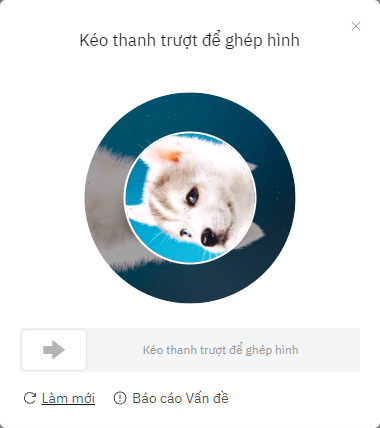 Kéo thanh trượt để ghép hình
Kéo thanh trượt để ghép hình
Làm mới Báo cáo Vấn đề